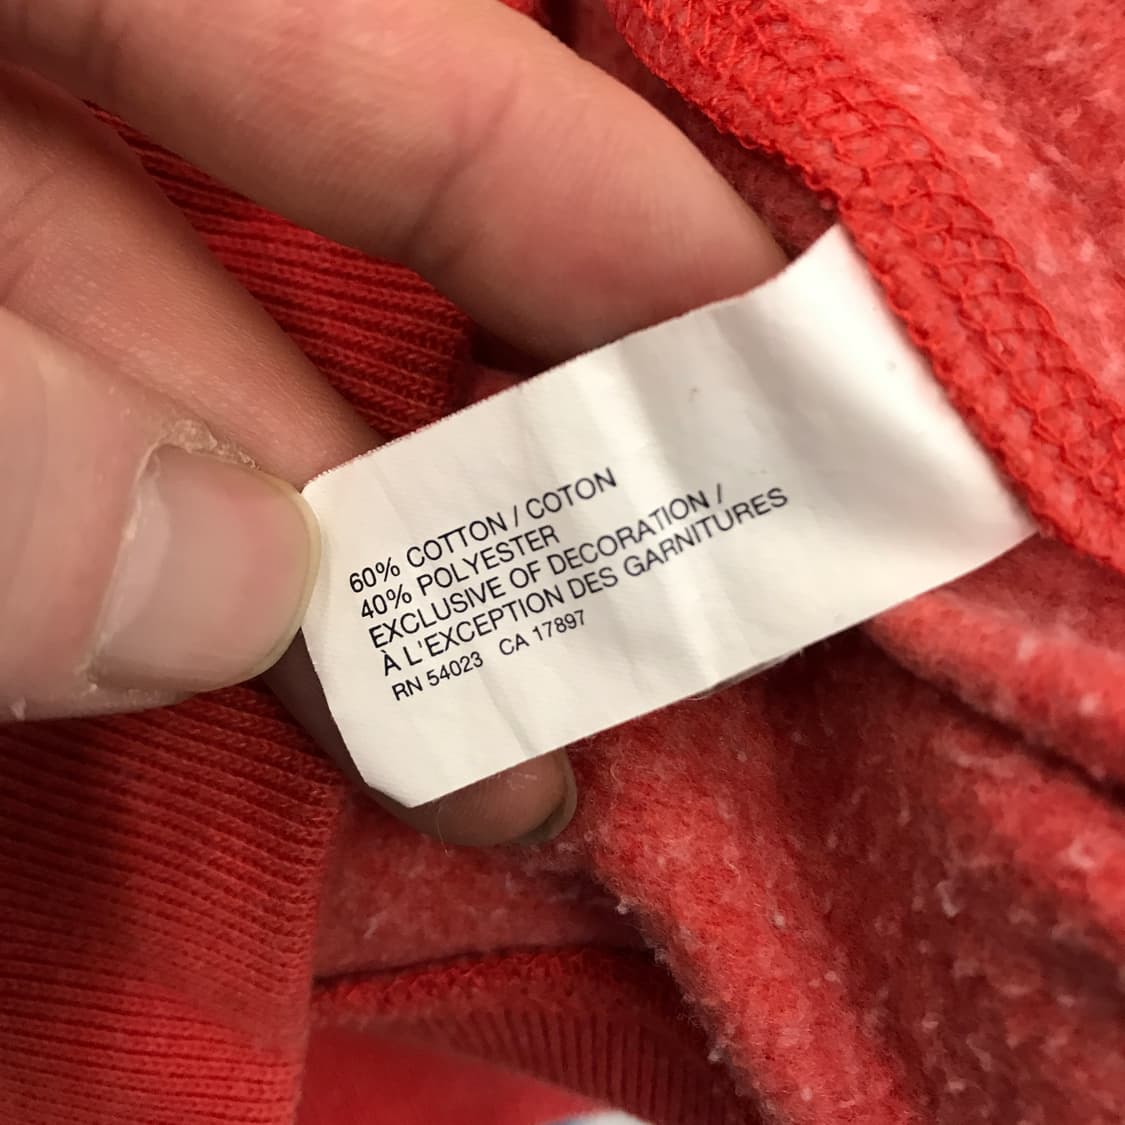 60% COTTON / COTON
40% POLYESTER
EXCLUSIVE OF DECORATION /
À L'EXCEPTION DES GARNITURES
RN 54023 CA 17897